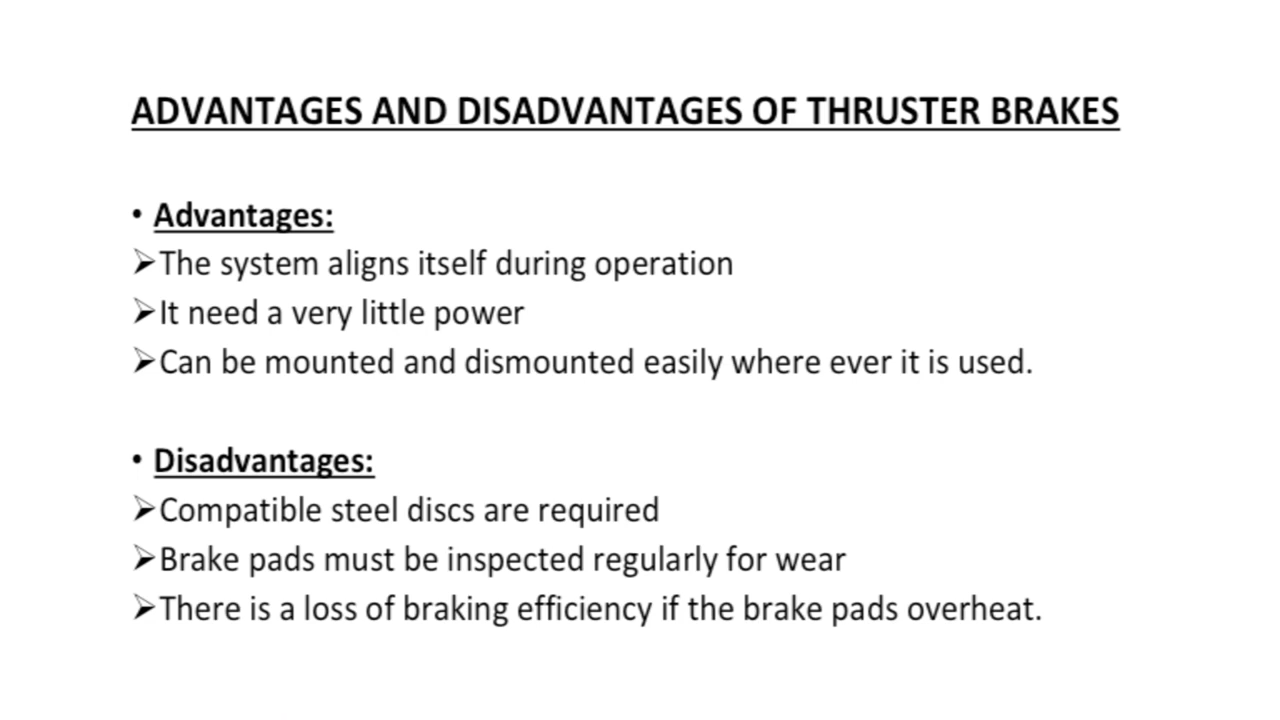 ADVANTAGES AND DISADVANTAGES OF THRUSTER BRAKES
• Advantages:
➢The system aligns itself during operation
➢It need a very little power
➢Can be mounted and dismounted easily where ever it is used.
• Disadvantages:
➢Compatible steel discs are required
➢Brake pads must be inspected regularly for wear
➢There is a loss of braking efficiency if the brake pads overheat.